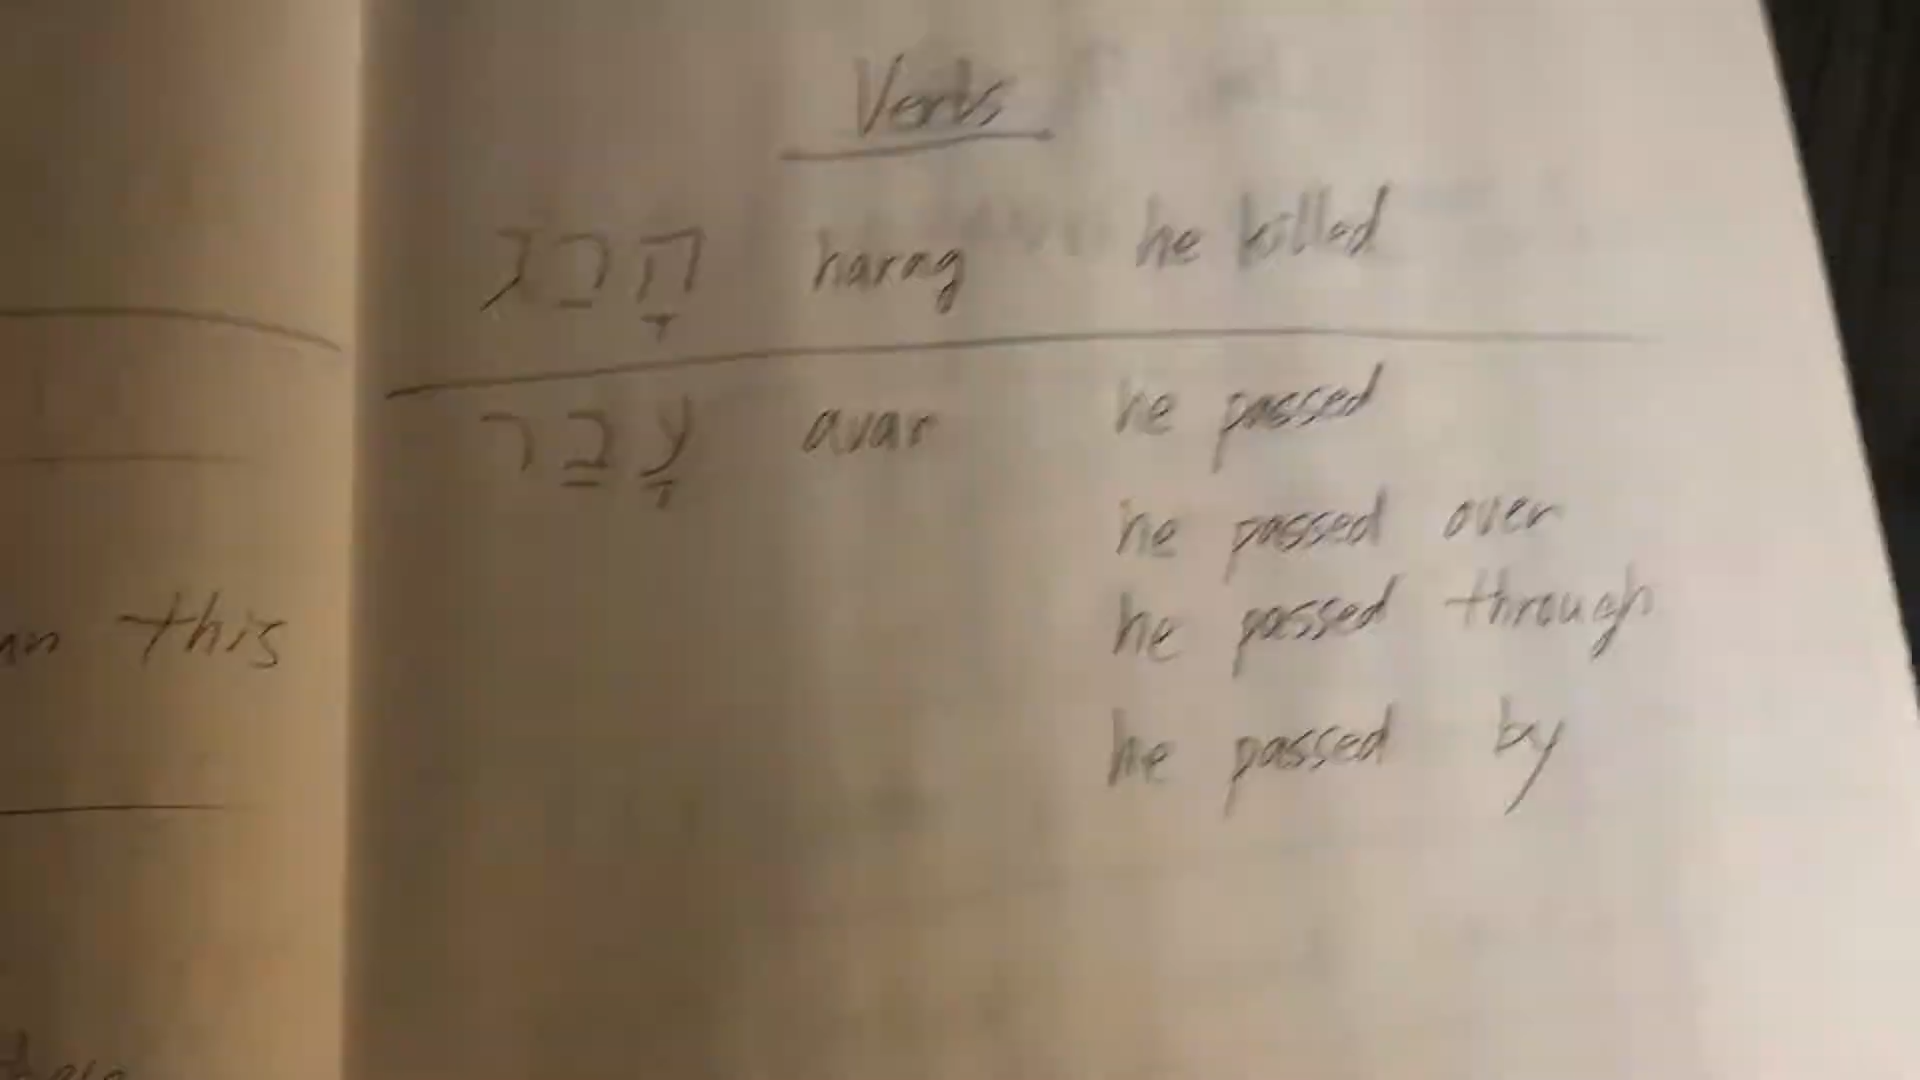 Verbs
הָרַג harag he killed
עָבַר avar he passed
he passed over
he passed through
he passed by
this